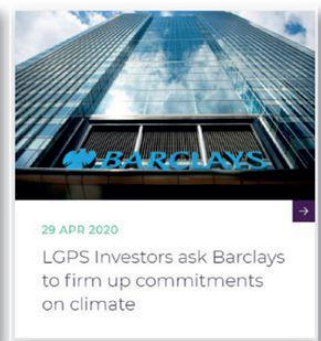 BARCLAYS
29 APR 2020
LGPS Investors ask Barclays
to firm up commitments
on climate